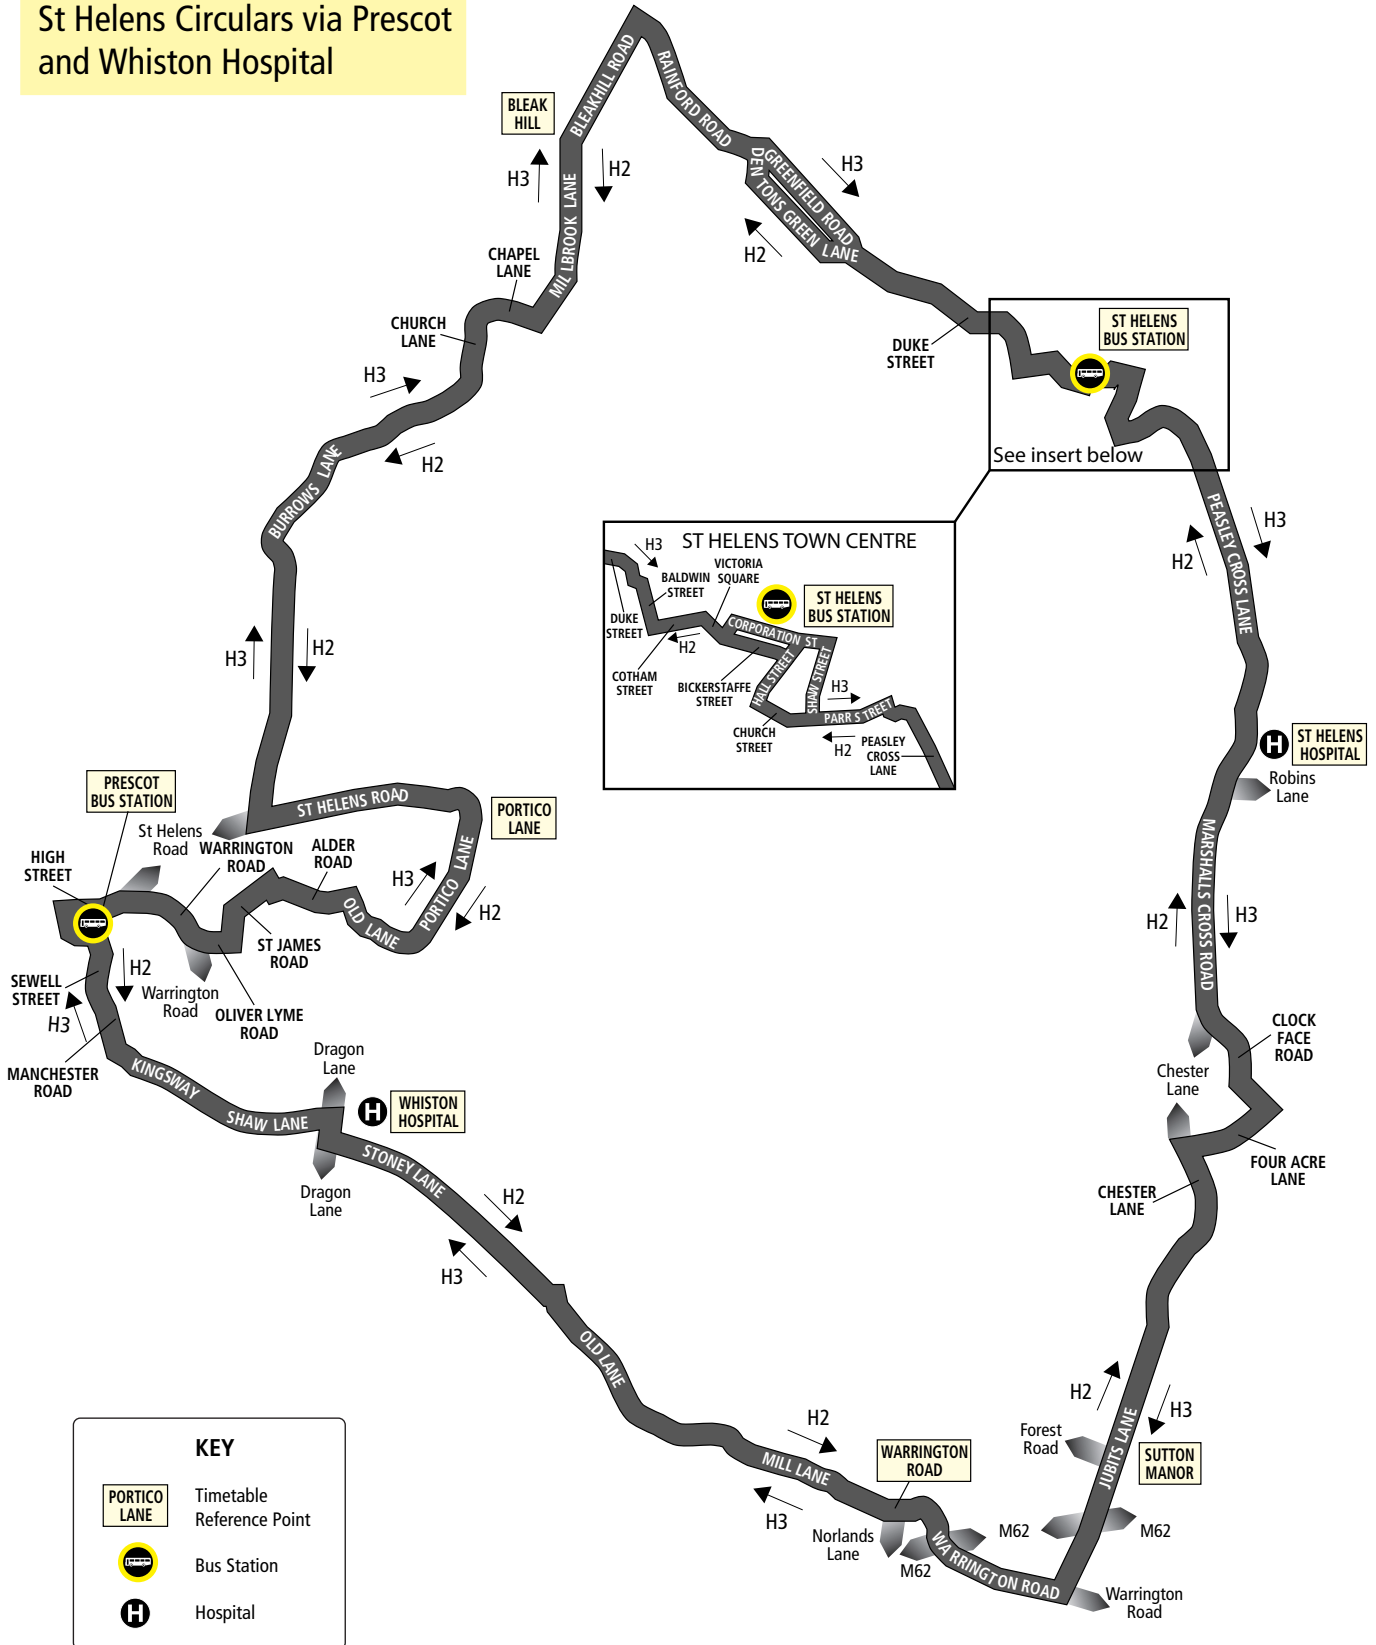 St Helens Circulars via Prescot
and Whiston Hospital
BLEAK
HILL
BLEAKHILL ROAD
RAINFORD ROAD
H3
H2
MILLBROOK LANE
DENTONS GREEN LANE
GREENFIELD ROAD
H3
H2
CHAPEL
LANE
CHURCH
LANE
H3
H2
BURROWS LANE
DUKE
STREET
ST HELENS
BUS STATION
See insert below
PEASLEY CROSS LANE
H3
H2
ST HELENS TOWN CENTRE
H3
BALDWIN
STREET
VICTORIA
SQUARE
ST HELENS
BUS STATION
DUKE
STREET
CORPORATION ST
H2
COTHAM
STREET
BICKERSTAFFE
STREET
HALL STREET
SHAW STREET
H3
PARR STREET
CHURCH
STREET
H2
PEASLEY
CROSS
LANE
H3
H2
ST HELENS
HOSPITAL
H
Robins
Lane
PRESCOT
BUS STATION
ST HELENS ROAD
PORTICO
LANE
St Helens
Road
WARRINGTON
ROAD
ALDER
ROAD
HIGH
STREET
H3
PORTICO LANE
H2
OLD LANE
ST JAMES
ROAD
MARSHALLS CROSS ROAD
H2
H3
SEWELL
STREET
H2
H3
Warrington
Road
OLIVER LYME
ROAD
MANCHESTER
ROAD
KINGSWAY
Dragon
Lane
SHAW LANE
H
WHISTON
HOSPITAL
STONEY LANE
Dragon
Lane
H2
H3
CLOCK
FACE
ROAD
Chester
Lane
FOUR ACRE
LANE
CHESTER
LANE
OLD LANE
H2
H3
Forest
Road
JUBITS LANE
SUTTON
MANOR
H2
MILL LANE
H3
WARRINGTON
ROAD
Norlands
Lane
M62
M62
M62
WARRINGTON ROAD
Warrington
Road
KEY
PORTICO
LANE
Timetable
Reference Point
Bus Station
H
Hospital